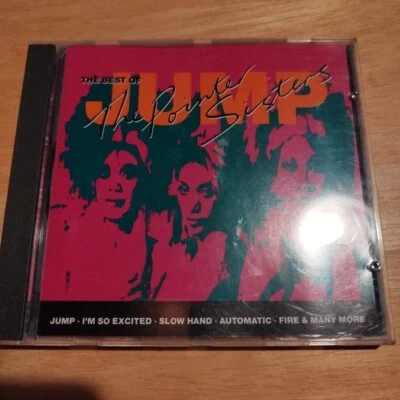 THE BEST OF
JUMP
The Pointer
Sisters
JUMP · I'M SO EXCITED · SLOW HAND · AUTOMATIC · FIRE & MANY MORE